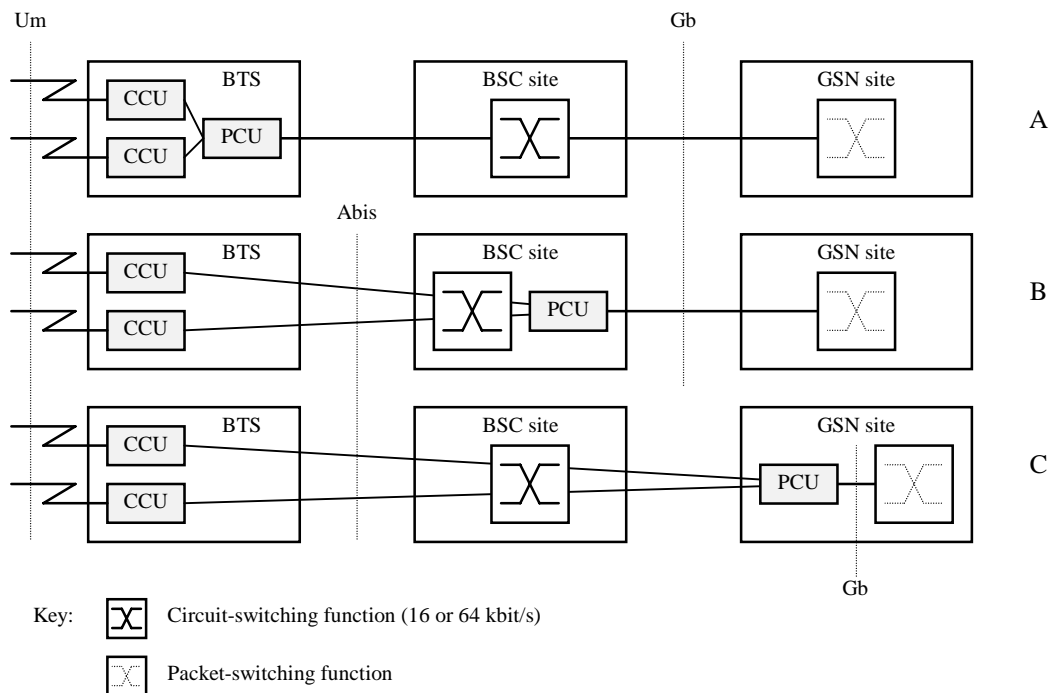 Um
Gb
BTS
BSC site
GSN site
CCU
CCU
PCU
A
Abis
BTS
BSC site
GSN site
CCU
CCU
PCU
B
BTS
BSC site
GSN site
CCU
CCU
PCU
C
Gb
Key:
Circuit-switching function (16 or 64 kbit/s)
Packet-switching function